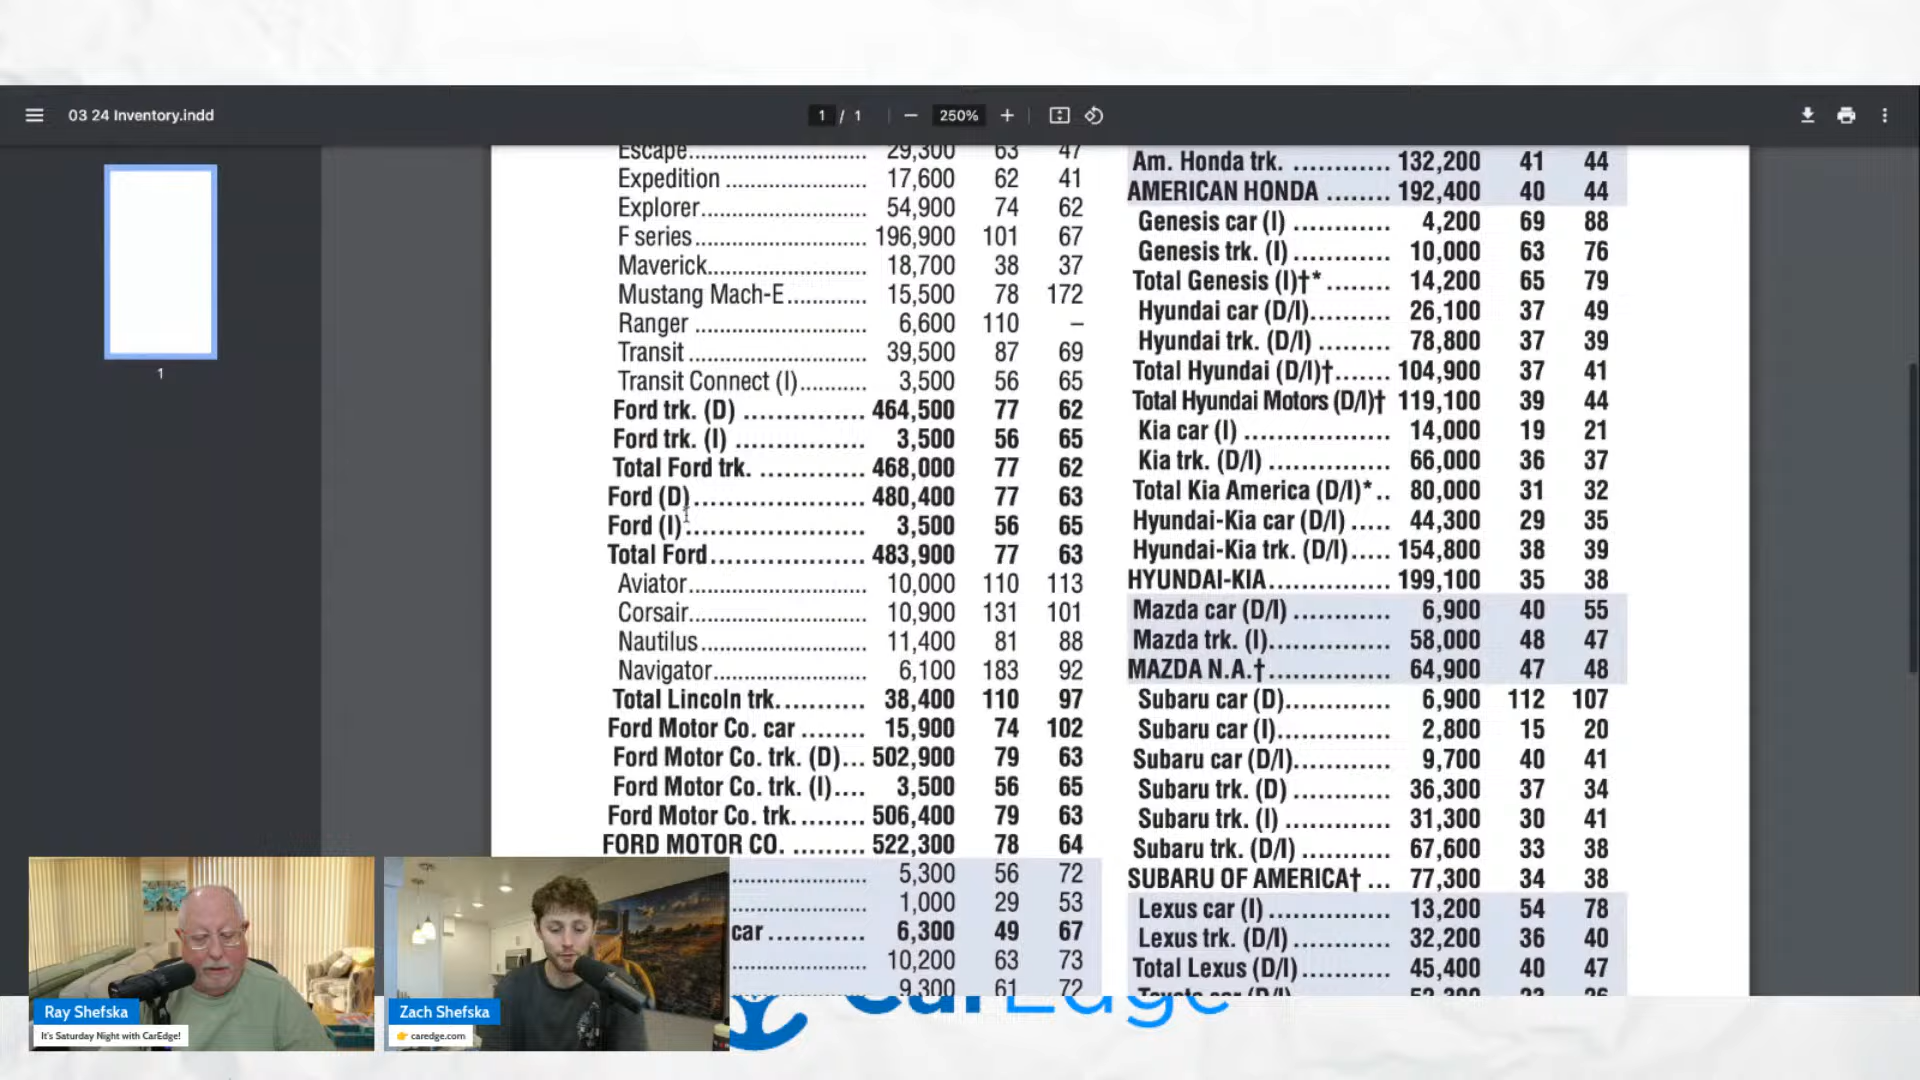 03 24 Inventory.indd
1 / 1
250%
1
Escape 29,300 63 47
Expedition 17,600 62 41
Explorer 54,900 74 62
F series 196,900 101 67
Maverick 18,700 38 37
Mustang Mach-E 15,500 78 172
Ranger 6,600 110 –
Transit 39,500 87 69
Transit Connect (I) 3,500 56 65
Ford trk. (D) 464,500 77 62
Ford trk. (I) 3,500 56 65
Total Ford trk. 468,000 77 62
Ford (D) 480,400 77 63
Ford (I) 3,500 56 65
Total Ford 483,900 77 63
Aviator 10,000 110 113
Corsair 10,900 131 101
Nautilus 11,400 81 88
Navigator 6,100 183 92
Total Lincoln trk. 38,400 110 97
Ford Motor Co. car 15,900 74 102
Ford Motor Co. trk. (D) 502,900 79 63
Ford Motor Co. trk. (I) 3,500 56 65
Ford Motor Co. trk. 506,400 79 63
FORD MOTOR CO. 522,300 78 64
5,300 56 72
1,000 29 53
car 6,300 49 67
10,200 63 73
9,300 61 72
Am. Honda trk. 132,200 41 44
AMERICAN HONDA 192,400 40 44
Genesis car (I) 4,200 69 88
Genesis trk. (I) 10,000 63 76
Total Genesis (I)†* 14,200 65 79
Hyundai car (D/I) 26,100 37 49
Hyundai trk. (D/I) 78,800 37 39
Total Hyundai (D/I)† 104,900 37 41
Total Hyundai Motors (D/I)† 119,100 39 44
Kia car (I) 14,000 19 21
Kia trk. (D/I) 66,000 36 37
Total Kia America (D/I)* 80,000 31 32
Hyundai-Kia car (D/I) 44,300 29 35
Hyundai-Kia trk. (D/I) 154,800 38 39
HYUNDAI-KIA 199,100 35 38
Mazda car (D/I) 6,900 40 55
Mazda trk. (I) 58,000 48 47
MAZDA N.A.† 64,900 47 48
Subaru car (D) 6,900 112 107
Subaru car (I) 2,800 15 20
Subaru car (D/I) 9,700 40 41
Subaru trk. (D) 36,300 37 34
Subaru trk. (I) 31,300 30 41
Subaru trk. (D/I) 67,600 33 38
SUBARU OF AMERICA† 77,300 34 38
Lexus car (I) 13,200 54 78
Lexus trk. (D/I) 32,200 36 40
Total Lexus (D/I) 45,400 40 47
Toyota car (D/I)
CarEdge
Ray Shefska
It's Saturday Night with CarEdge!
Zach Shefska
👉 caredge.com